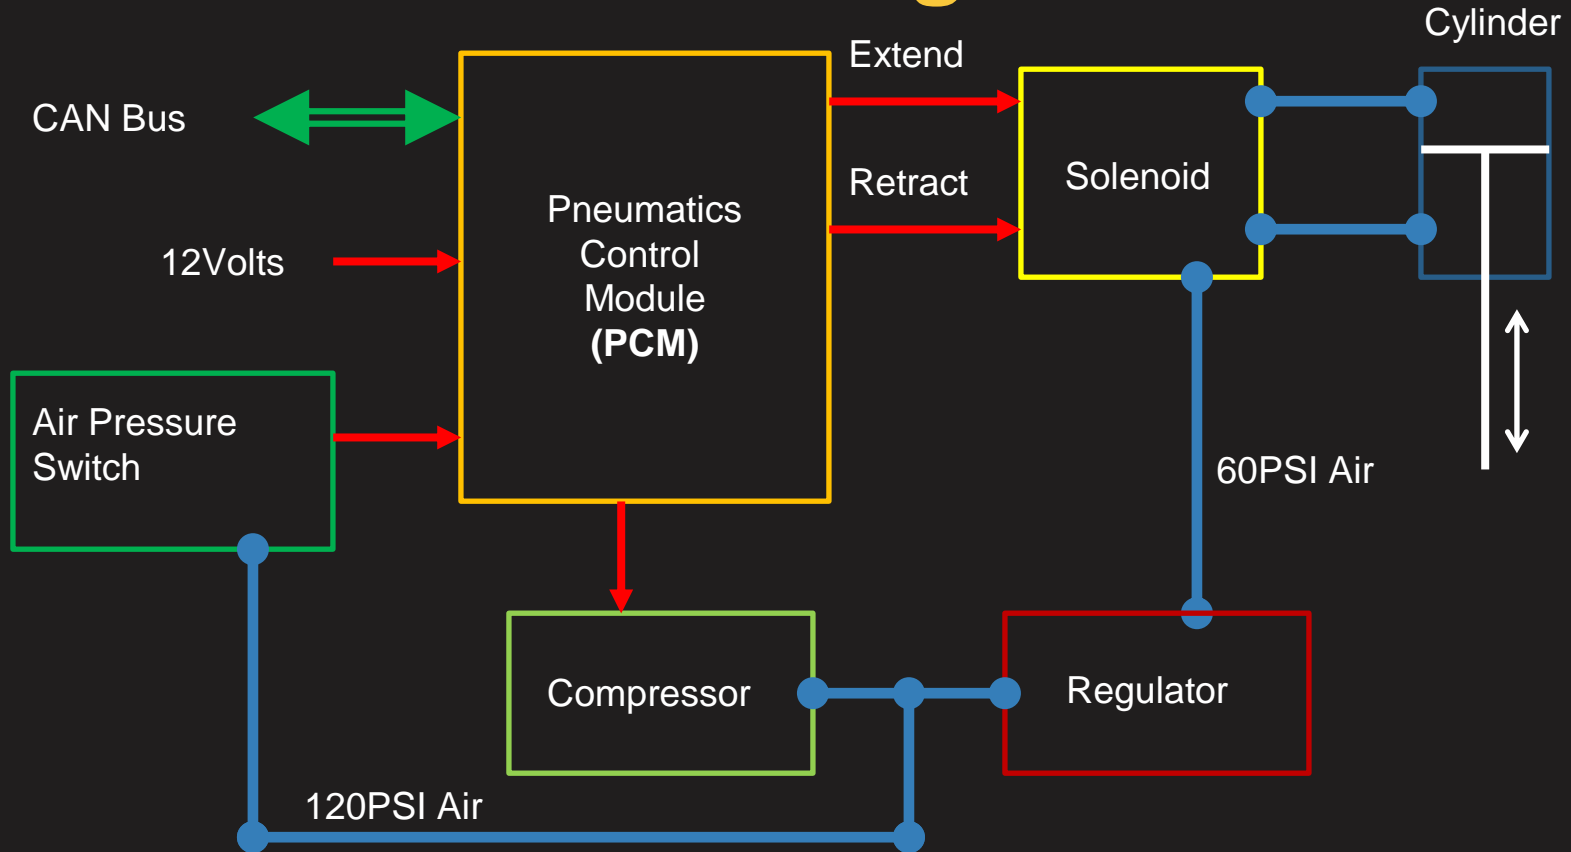 Cylinder
Extend
CAN Bus
Retract
Solenoid
Pneumatics
Control
Module
(PCM)
12Volts
Air Pressure
Switch
60PSI Air
Compressor
Regulator
120PSI Air